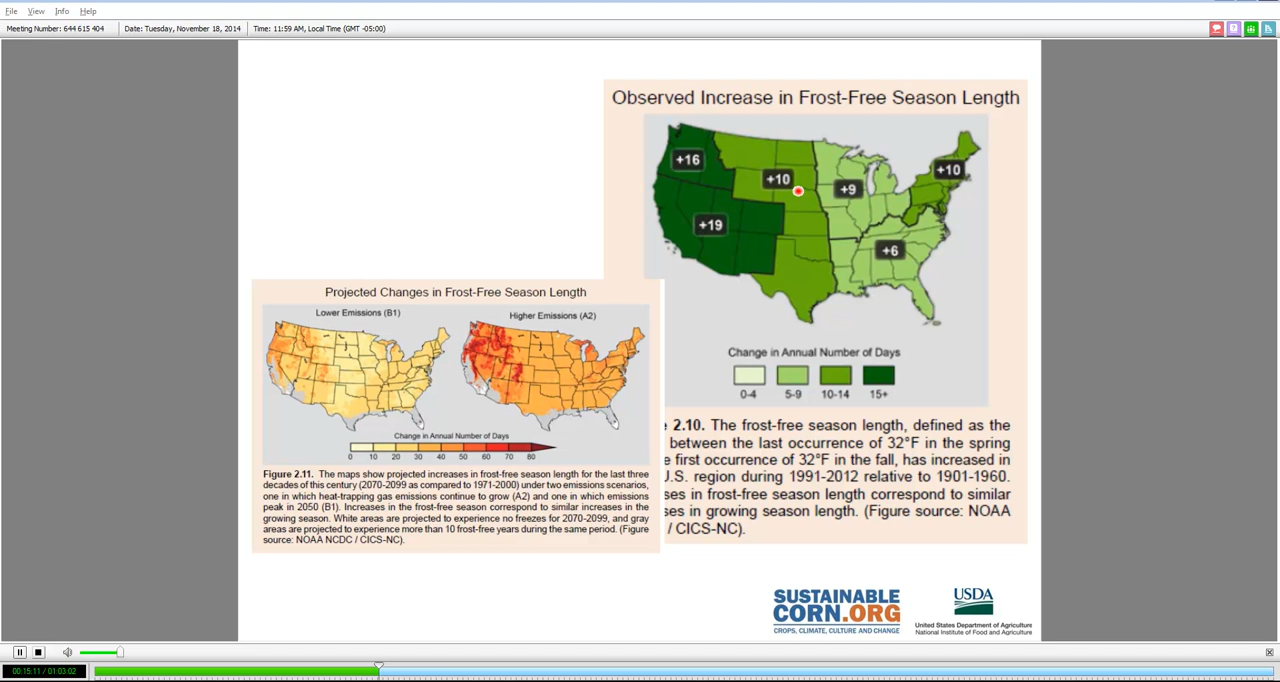 File View Info Help
Meeting Number: 644 615 404 Date: Tuesday, November 18, 2014 Time: 11:59 AM, Local Time (GMT -05:00)
Observed Increase in Frost-Free Season Length
+16
+10
+10
+9
+19
+6
Change in Annual Number of Days
0-4 5-9 10-14 15+
2.10. The frost-free season length, defined as the
between the last occurrence of 32°F in the spring
first occurrence of 32°F in the fall, has increased in
U.S. region during 1991-2012 relative to 1901-1960.
es in frost-free season length correspond to similar
es in growing season length. (Figure source: NOAA
/ CICS-NC).
Projected Changes in Frost-Free Season Length
Lower Emissions (B1) Higher Emissions (A2)
Change in Annual Number of Days
0 10 20 30 40 50 60 70 80
Figure 2.11. The maps show projected increases in frost-free season length for the last three
decades of this century (2070-2099 as compared to 1971-2000) under two emissions scenarios,
one in which heat-trapping gas emissions continue to grow (A2) and one in which emissions
peak in 2050 (B1). Increases in the frost-free season correspond to similar increases in the
growing season. White areas are projected to experience no freezes for 2070-2099, and gray
areas are projected to experience more than 10 frost-free years during the same period. (Figure
source: NOAA NCDC / CICS-NC).
SUSTAINABLE
CORN.ORG
CROPS, CLIMATE, CULTURE AND CHANGE
USDA
United States Department of Agriculture
National Institute of Food and Agriculture
00:15:11 / 01:03:02